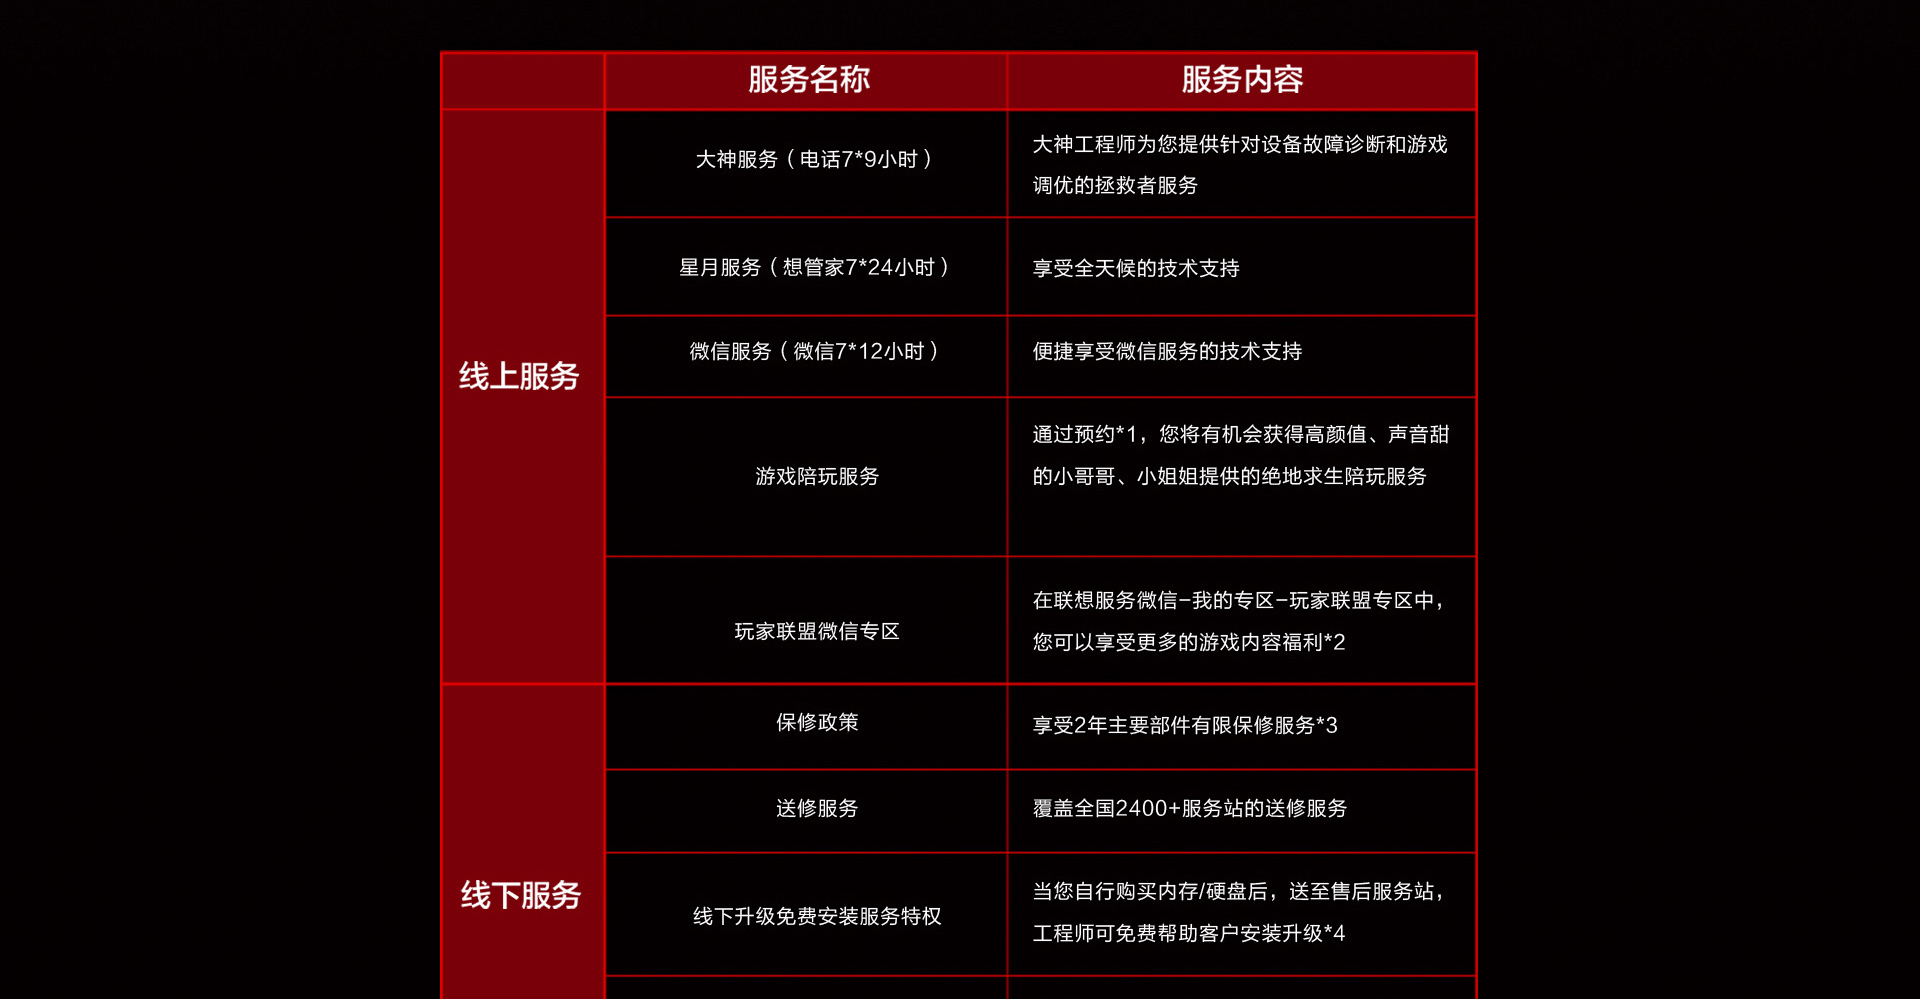 服务名称
服务内容
线上服务
大神服务（电话7*9小时）
大神工程师为您提供针对设备故障诊断和游戏
调优的拯救者服务
星月服务（想管家7*24小时）
享受全天候的技术支持
微信服务（微信7*12小时）
便捷享受微信服务的技术支持
游戏陪玩服务
通过预约*1，您将有机会获得高颜值、声音甜
的小哥哥、小姐姐提供的绝地求生陪玩服务
玩家联盟微信专区
在联想服务微信-我的专区-玩家联盟专区中，
您可以享受更多的游戏内容福利*2
线下服务
保修政策
享受2年主要部件有限保修服务*3
送修服务
覆盖全国2400+服务站的送修服务
线下升级免费安装服务特权
当您自行购买内存/硬盘后，送至售后服务站，
工程师可免费帮助客户安装升级*4